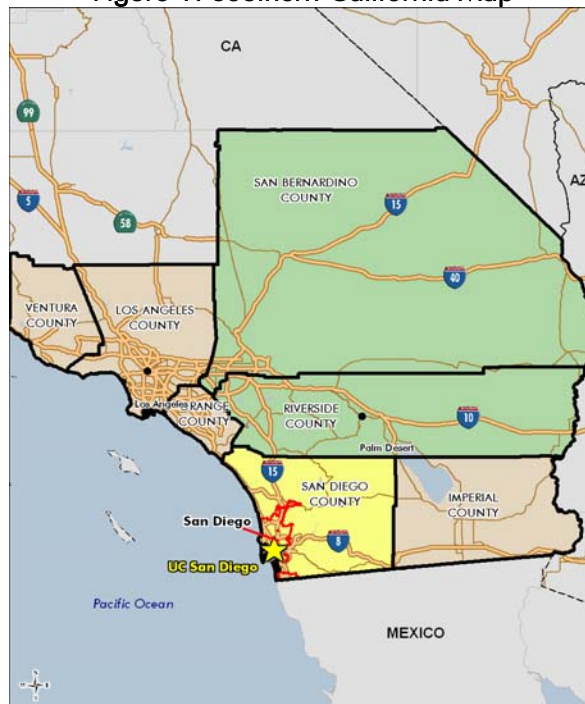 Figure 1. Southern California Map
CA
99
SAN BERNARDINO
COUNTY
AZ
5
58
15
40
VENTURA
COUNTY
LOS ANGELES
COUNTY
Los Angeles
RANGE
COUNTY
RIVERSIDE
COUNTY
10
Palm Desert
15
SAN DIEGO
COUNTY
IMPERIAL
COUNTY
San Diego
8
UC San Diego
Pacific Ocean
MEXICO